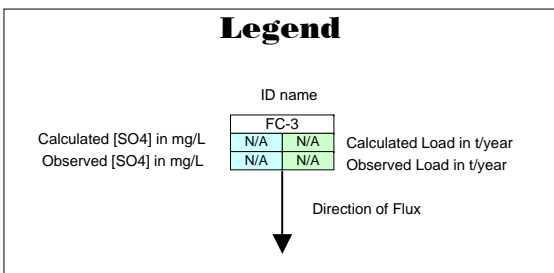 Legend
ID name
FC-3
Calculated [SO4] in mg/L N/A N/A Calculated Load in t/year
Observed [SO4] in mg/L N/A N/A Observed Load in t/year
Direction of Flux